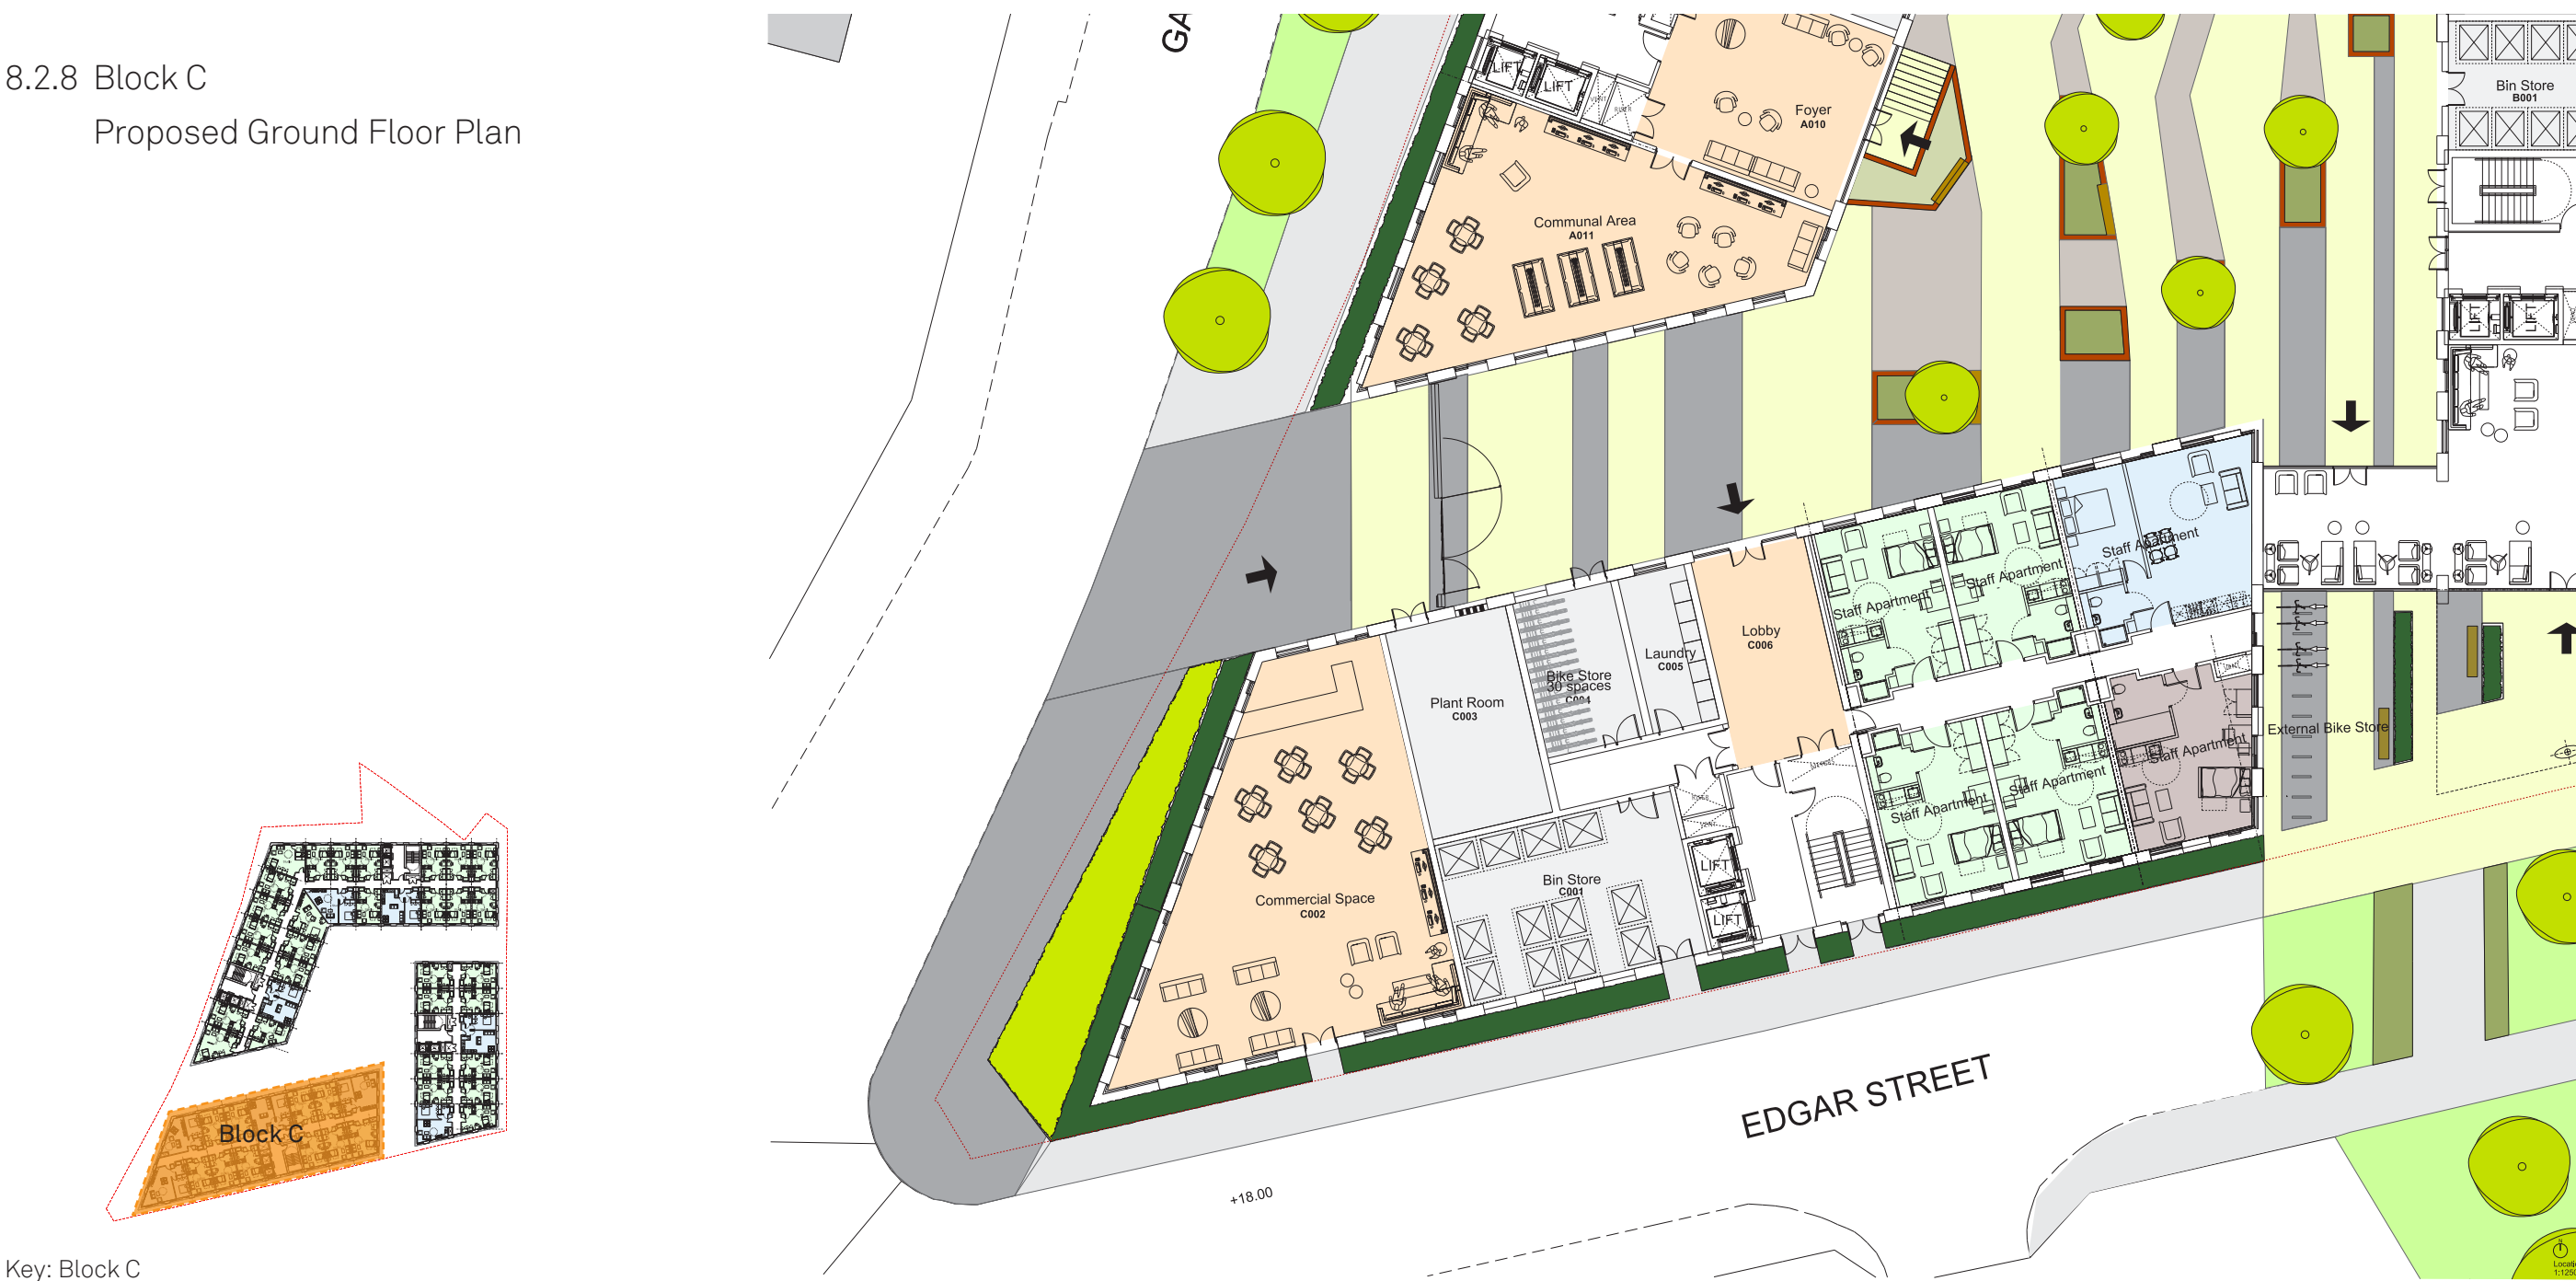 8.2.8 Block C
Proposed Ground Floor Plan
GA
LIFT
LIFT
Foyer
A010
Communal Area
A011
Bin Store
B001
LIFT
LIFT
Staff Apartment
Staff Apartment
Staff Apartment
Lobby
C006
Laundry
C005
Bike Store
30 spaces
C004
Plant Room
C003
Staff Apartment
Staff Apartment
Staff Apartment
External Bike Store
LIFT
LIFT
Bin Store
C001
Commercial Space
C002
EDGAR STREET
+18.00
Block C
Key: Block C
N